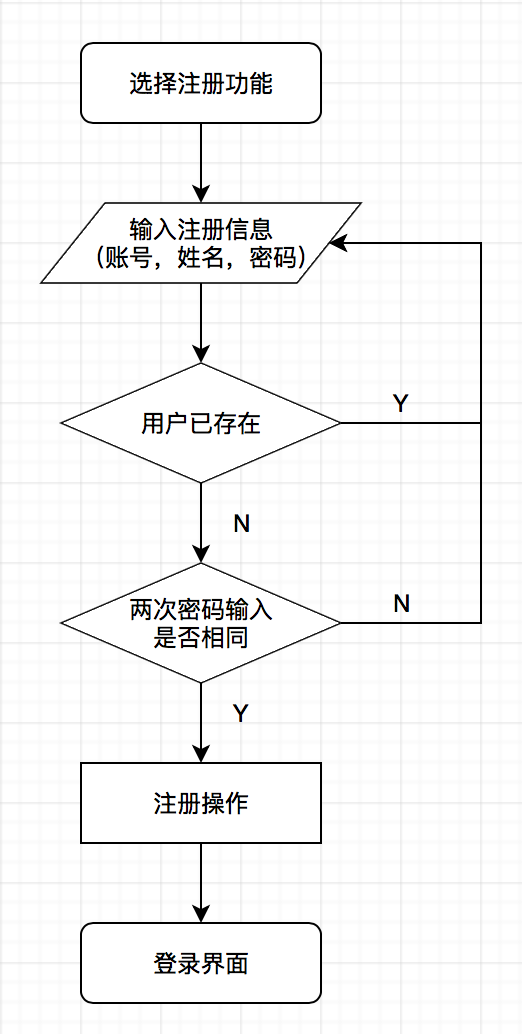 选择注册功能
输入注册信息
（账号，姓名，密码）
用户已存在
Y
N
两次密码输入
是否相同
N
Y
注册操作
登录界面